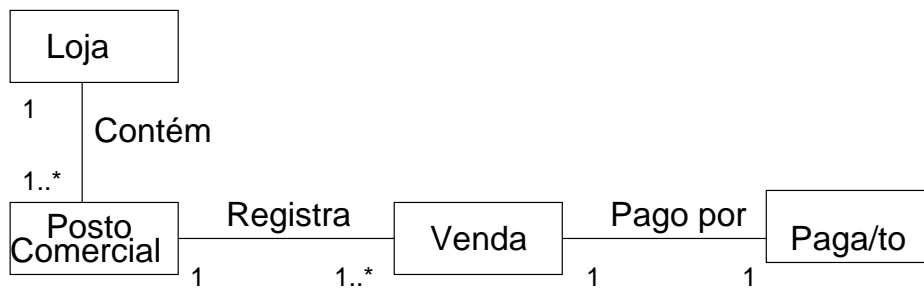 Loja
1
Contém
1..*
Posto
Comercial
Registra
1
1..*
Venda
Pago por
1
1
Paga/to